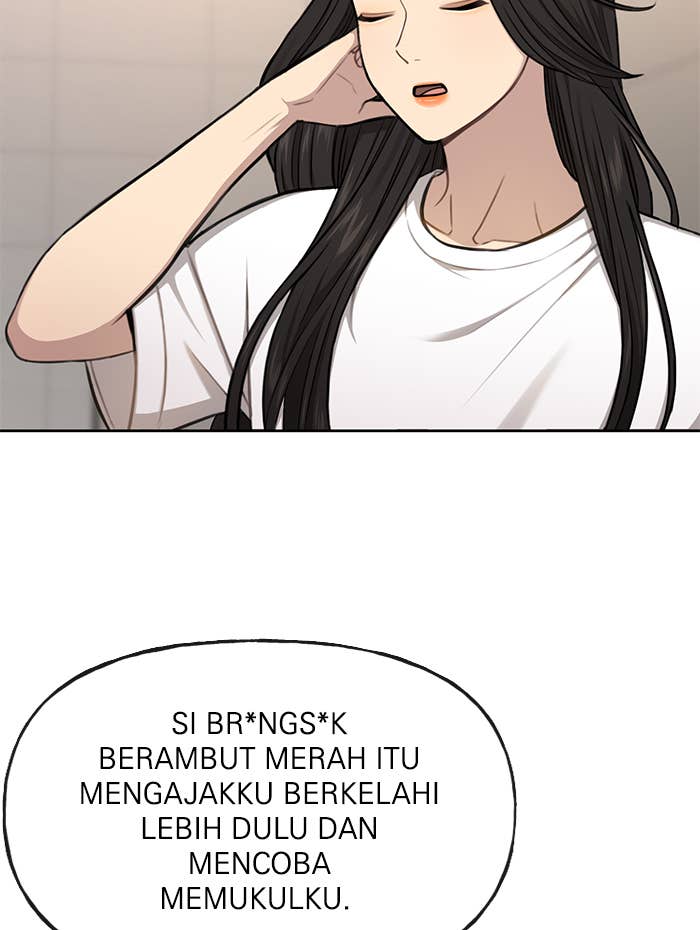 SI BR*NGS*K
BERAMBUT MERAH ITU
MENGAJAKKU BERKELAHI
LEBIH DULU DAN
MENCOBA
MEMUKULKU.